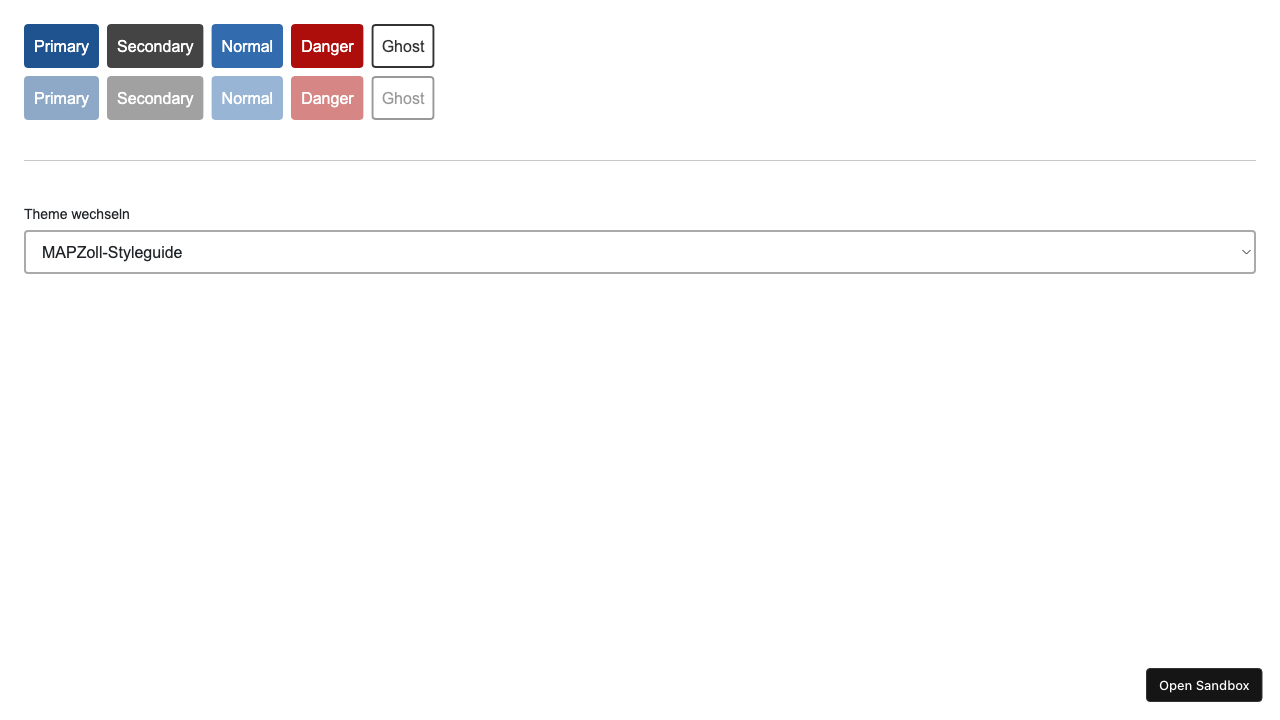 Primary Secondary Normal Danger Ghost
Primary Secondary Normal Danger Ghost
Theme wechseln
MAPZoll-Styleguide
Open Sandbox